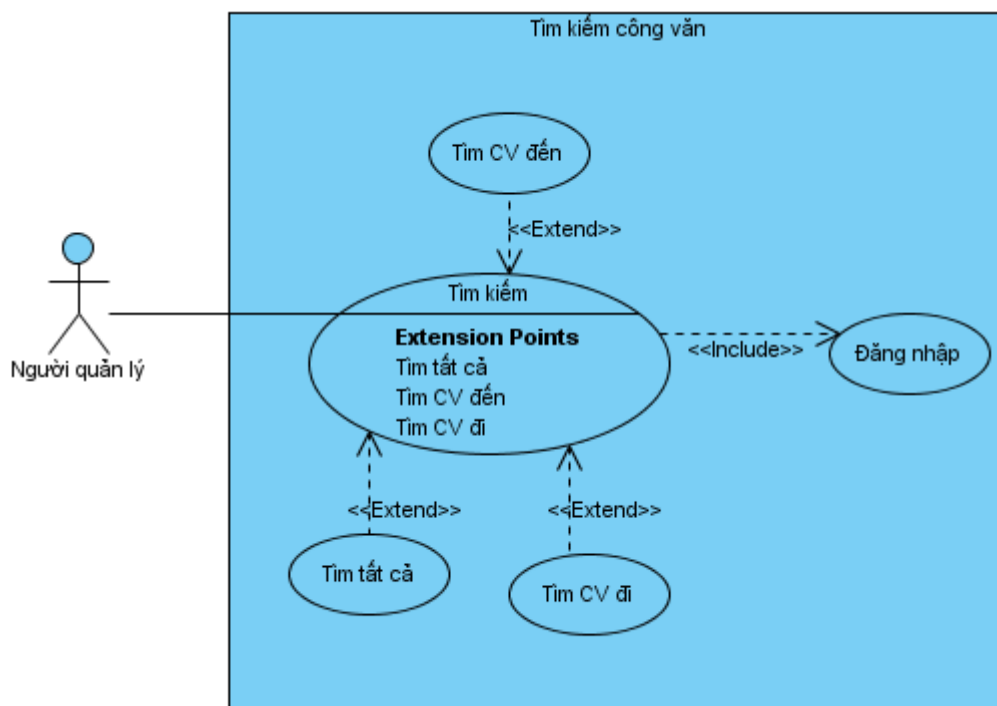 Tìm kiếm công văn
Tìm CV đến
<<Extend>>
Tìm kiếm
Extension Points
Tìm tất cả
Tìm CV đến
Tìm CV đi
<<Include>>
Đăng nhập
Người quản lý
<<Extend>>
<<Extend>>
Tìm tất cả
Tìm CV đi